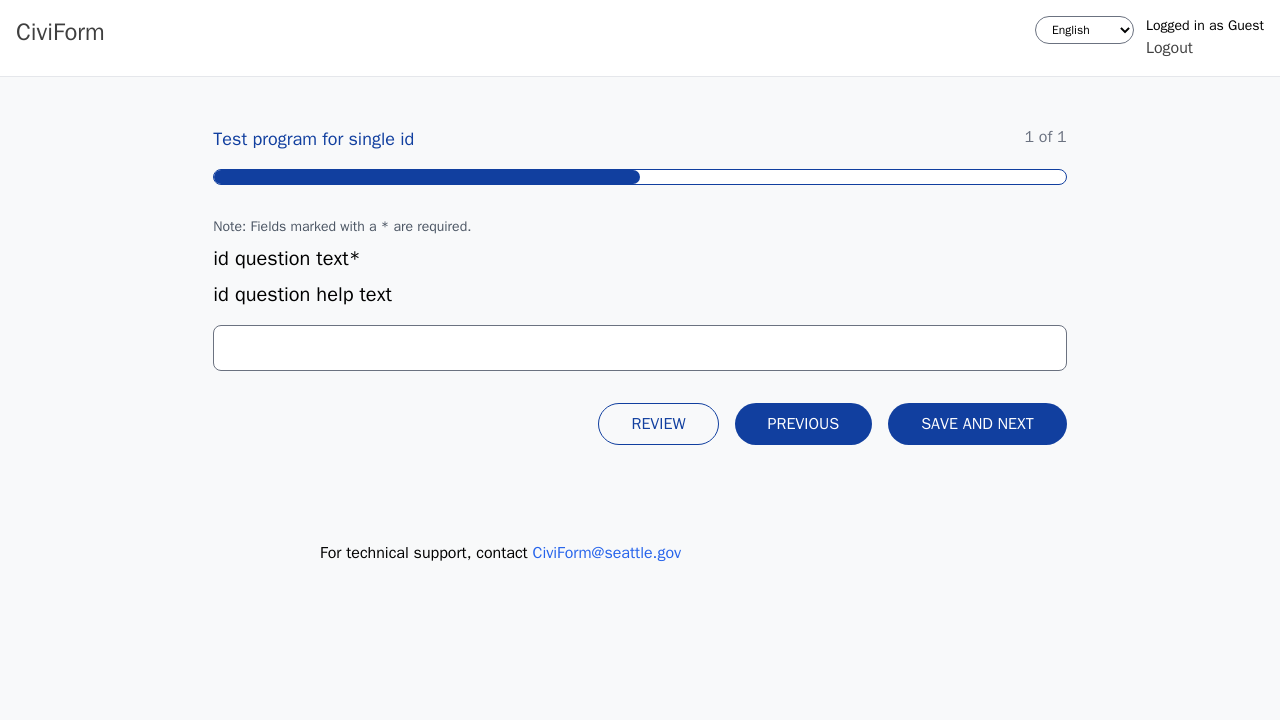 CiviForm
English
Logged in as Guest
Logout
Test program for single id
1 of 1
Note: Fields marked with a * are required.
id question text*
id question help text
REVIEW
PREVIOUS
SAVE AND NEXT
For technical support, contact CiviForm@seattle.gov